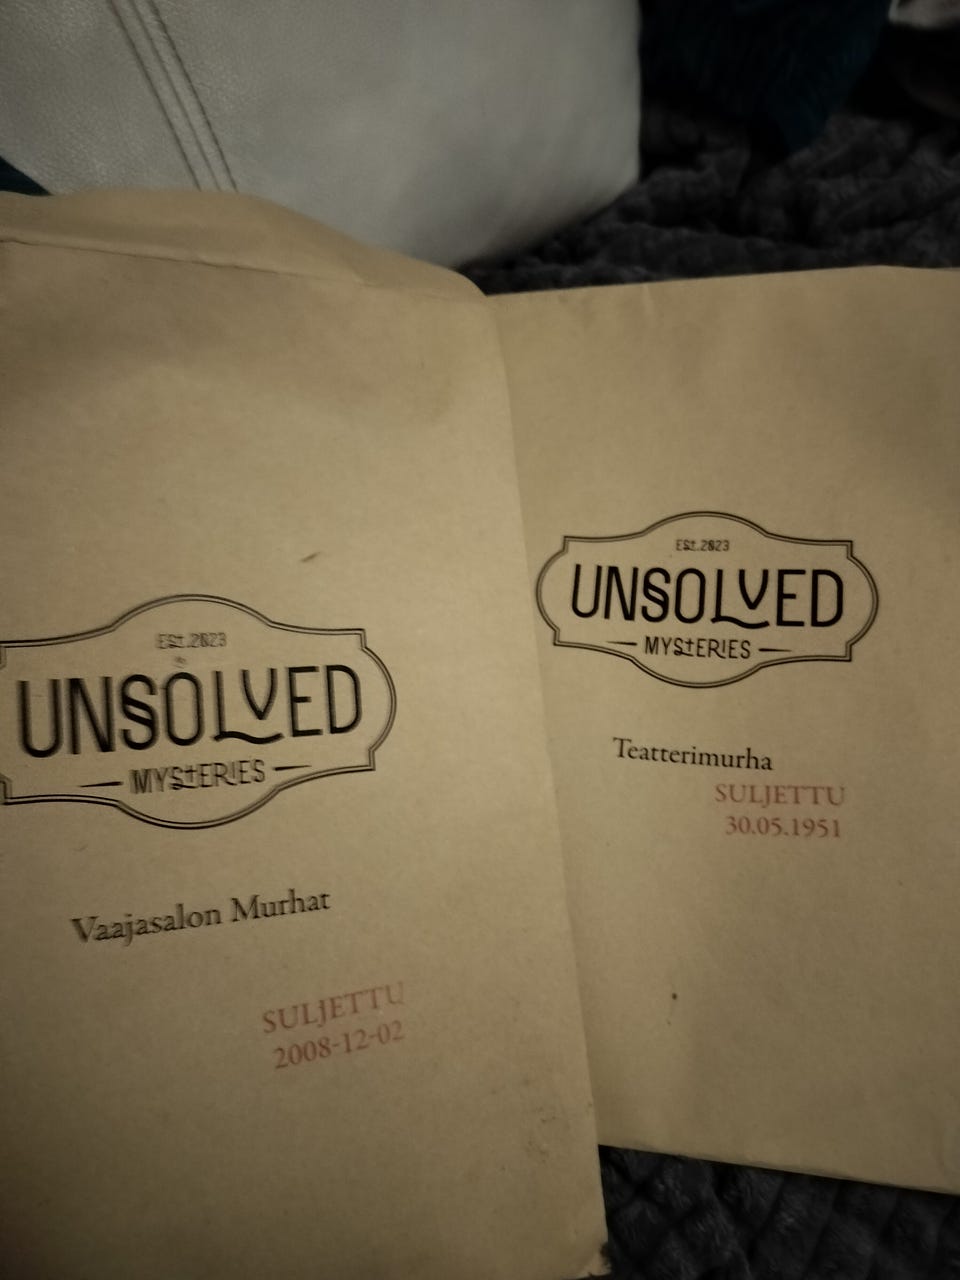 Est.2023
UNSOLVED
MYSTERIES
Vaajasalon Murhat
SULJETTU
2008-12-02
Est.2023
UNSOLVED
MYSTERIES
Teatterimurha
SULJETTU
30.05.1951